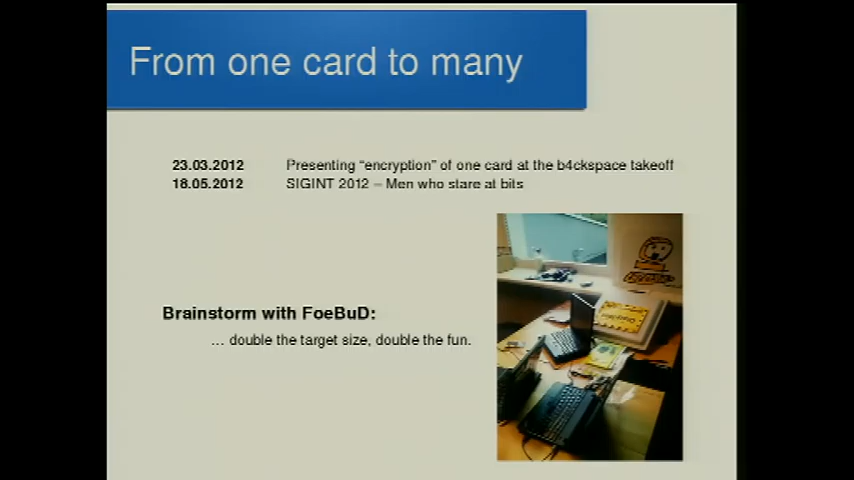 From one card to many
23.03.2012 Presenting “encryption” of one card at the b4ckspace takeoff
18.05.2012 SIGINT 2012 – Men who stare at bits
Brainstorm with FoeBuD:
... double the target size, double the fun.